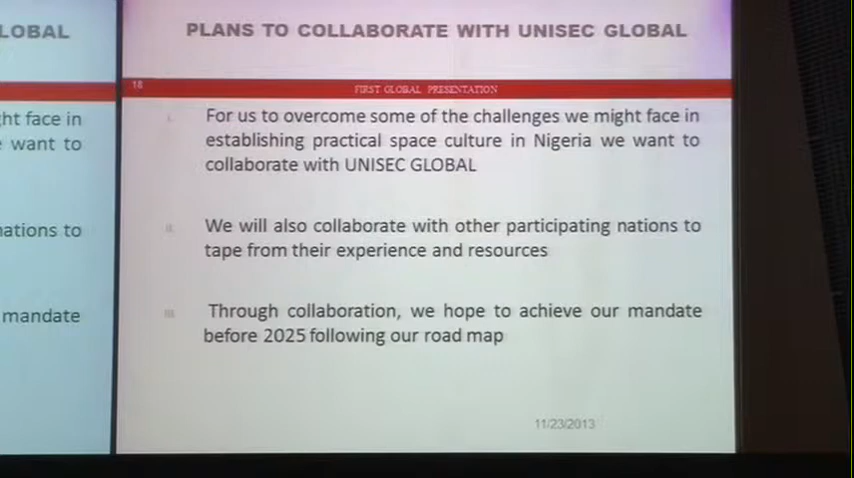 LOBAL
ht face in
want to
ations to
mandate
PLANS TO COLLABORATE WITH UNISEC GLOBAL
18
FIRST GLOBAL PRESENTATION
I. For us to overcome some of the challenges we might face in
establishing practical space culture in Nigeria we want to
collaborate with UNISEC GLOBAL
II. We will also collaborate with other participating nations to
tape from their experience and resources
III. Through collaboration, we hope to achieve our mandate
before 2025 following our road map
11/23/2013